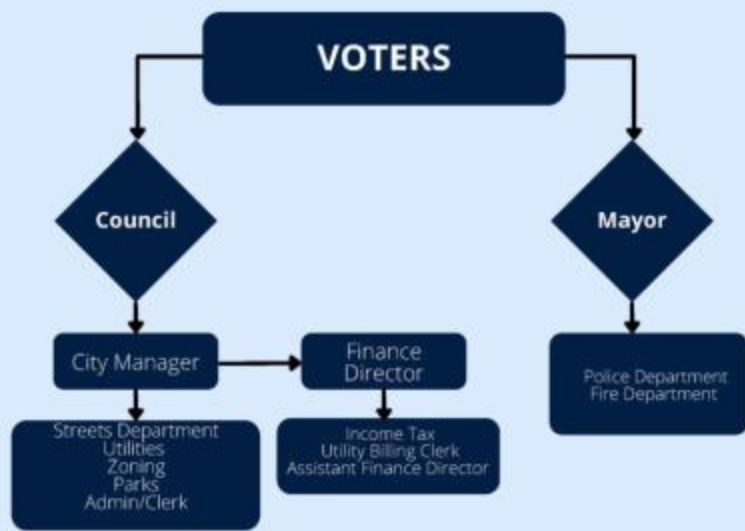 VOTERS
Council
Mayor
City Manager
Finance
Director
Police Department
Fire Department
Streets Department
Utilities
Zoning
Parks
Admin/Clerk
Income Tax
Utility Billing Clerk
Assistant Finance Director